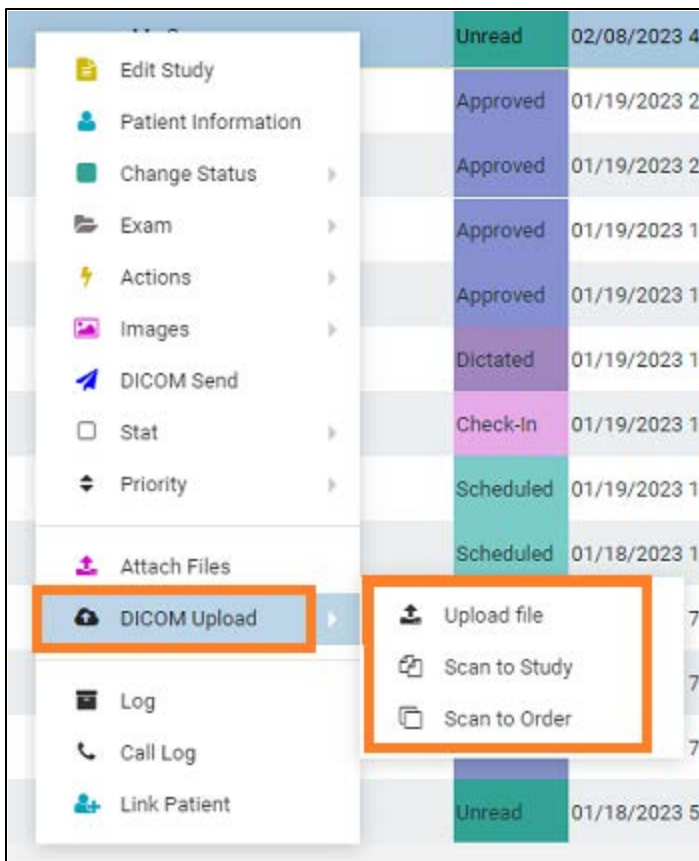 Unread 02/08/2023 4
Edit Study
Approved 01/19/2023 2
Patient Information
Approved 01/19/2023 2
Change Status
Approved 01/19/2023 1
Exam
Approved 01/19/2023 1
Actions
Images
Dictated 01/19/2023 1
DICOM Send
Check-In 01/19/2023 1
Stat
Scheduled 01/19/2023 1
Priority
Scheduled 01/18/2023 1
Attach Files
DICOM Upload
Upload file
7
Scan to Study
7
Log
Scan to Order
7
Call Log
Link Patient
Unread 01/18/2023 5